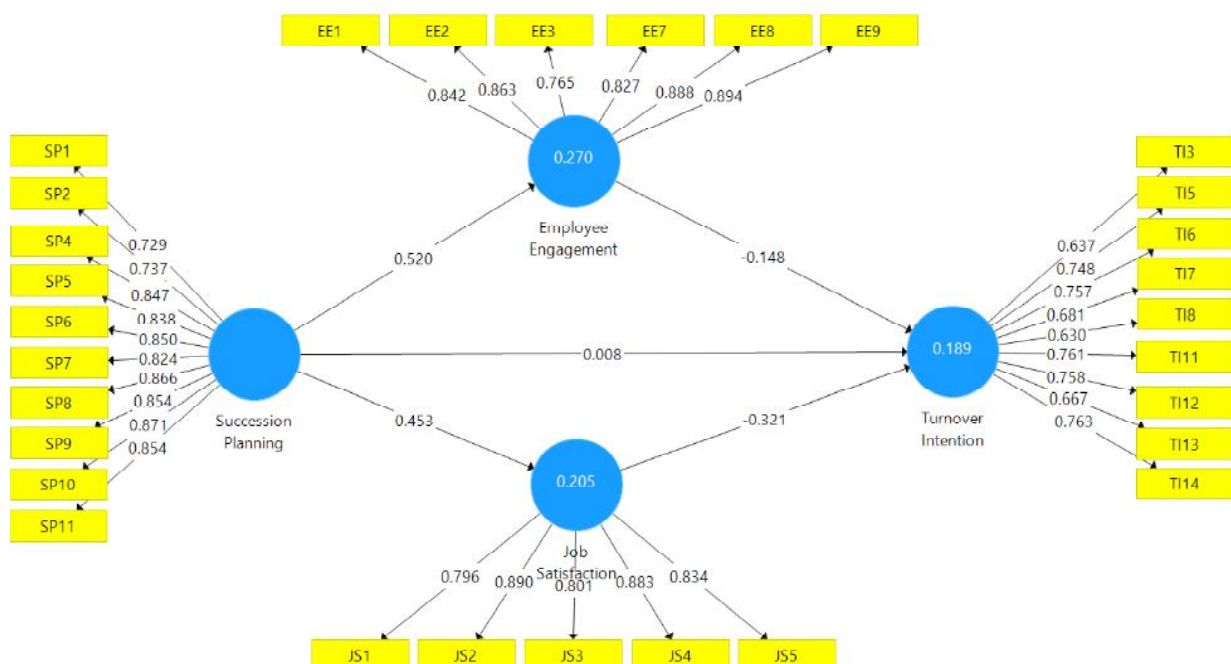 EE1 EE2 EE3 EE7 EE8 EE9
0.842 0.863 0.765 0.827 0.888 0.894
0.270
Employee
Engagement
SP1
SP2
SP4
SP5
SP6
SP7
SP8
SP9
SP10
SP11
0.729
0.737
0.847
0.838
0.850
0.824
0.866
0.854
0.871
0.854
Succession
Planning
0.520
0.008
0.453
-0.148
-0.321
0.189
Turnover
Intention
0.637
0.748
0.757
0.681
0.630
0.761
0.758
0.667
0.763
TI3
TI5
TI6
TI7
TI8
TI11
TI12
TI13
TI14
0.205
Job
Satisfaction
0.796 0.890 0.801 0.883 0.834
JS1 JS2 JS3 JS4 JS5